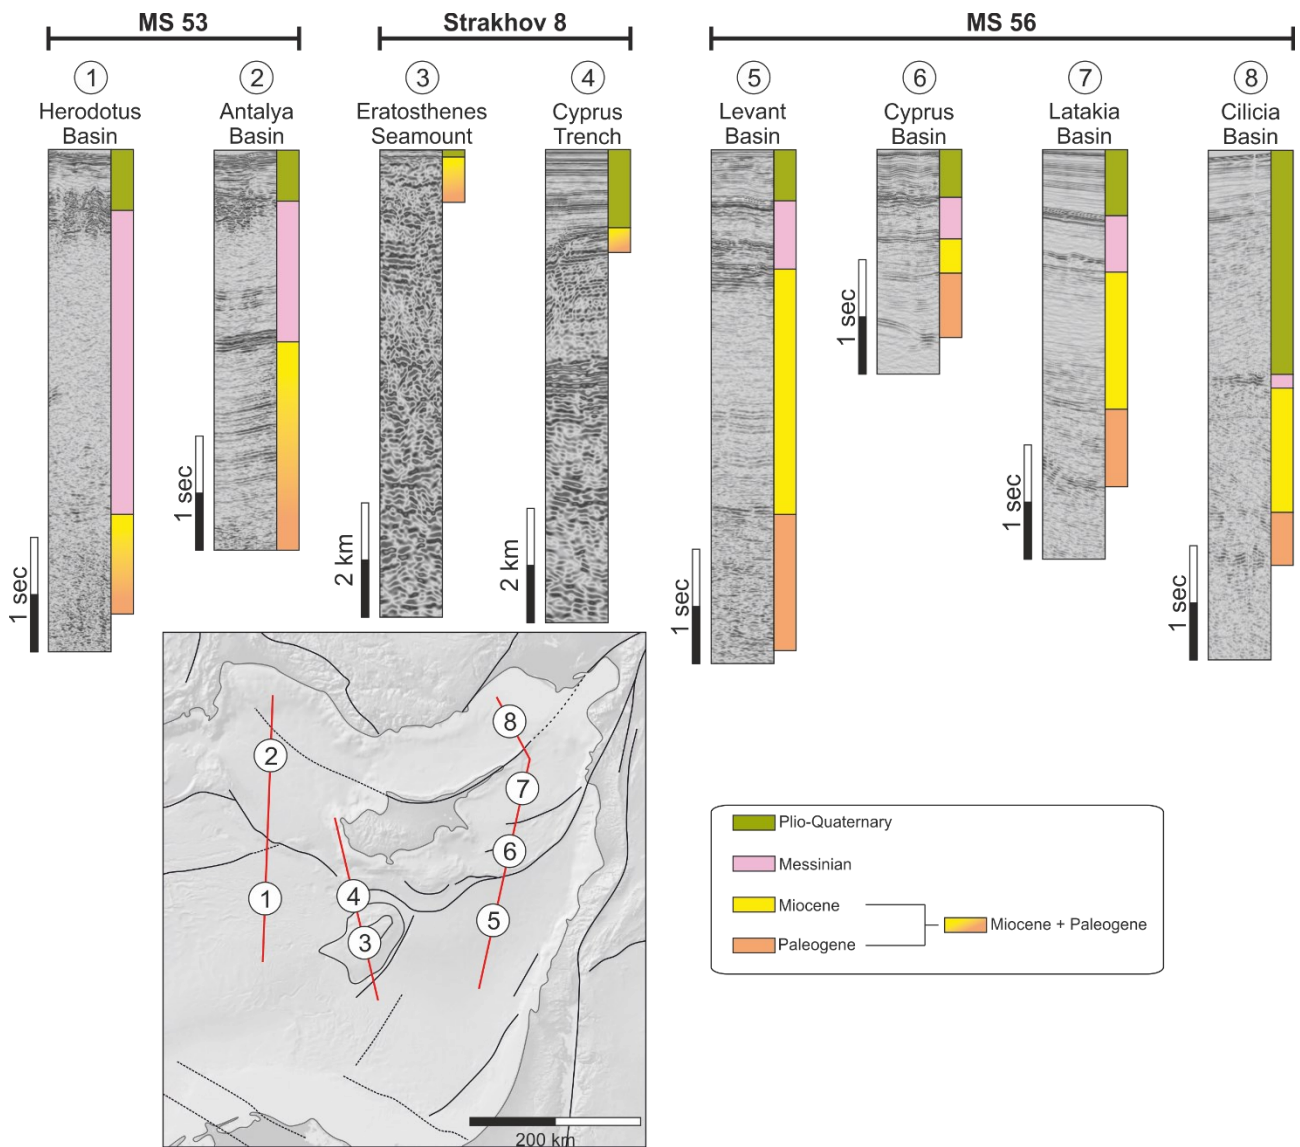 MS 53
Strakhov 8
MS 56
1
2
3
4
5
6
7
8
Herodotus
Basin
Antalya
Basin
Eratosthenes
Seamount
Cyprus
Trench
Levant
Basin
Cyprus
Basin
Latakia
Basin
Cilicia
Basin
1 sec
1 sec
2 km
2 km
1 sec
1 sec
1 sec
1 sec
8
2
7
6
4
1
5
3
200 km
Plio-Quaternary
Messinian
Miocene
Paleogene
Miocene + Paleogene